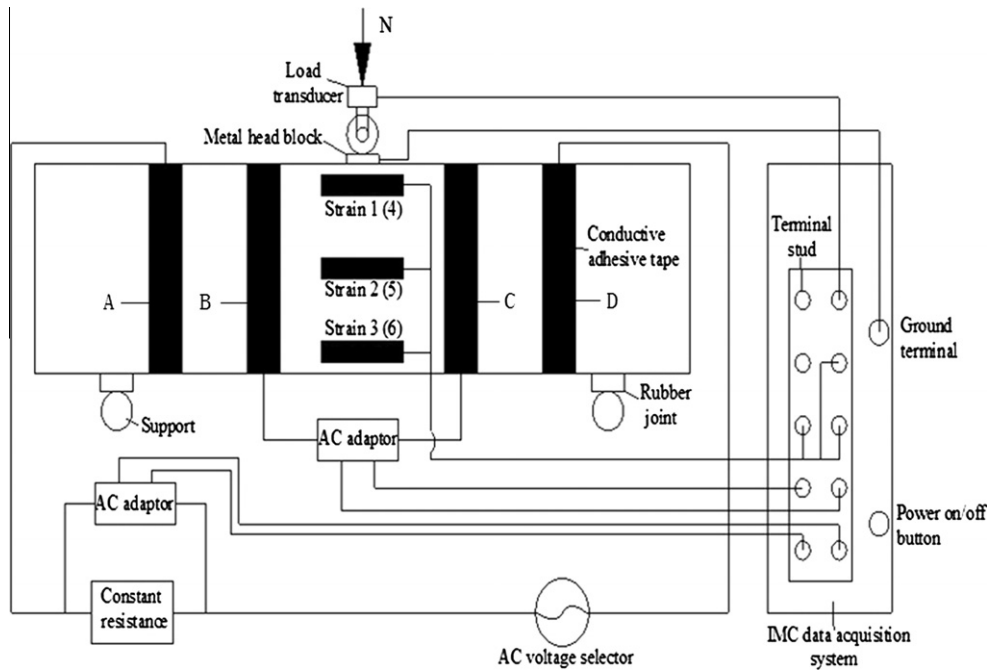 N
Load
transducer
Metal head block
Strain 1 (4)
Conductive
adhesive tape
Terminal
stud
A
B
Strain 2 (5)
C
D
Strain 3 (6)
Ground
terminal
Support
Rubber
joint
AC adaptor
AC adaptor
Power on/off
button
Constant
resistance
AC voltage selector
IMC data acquisition
system